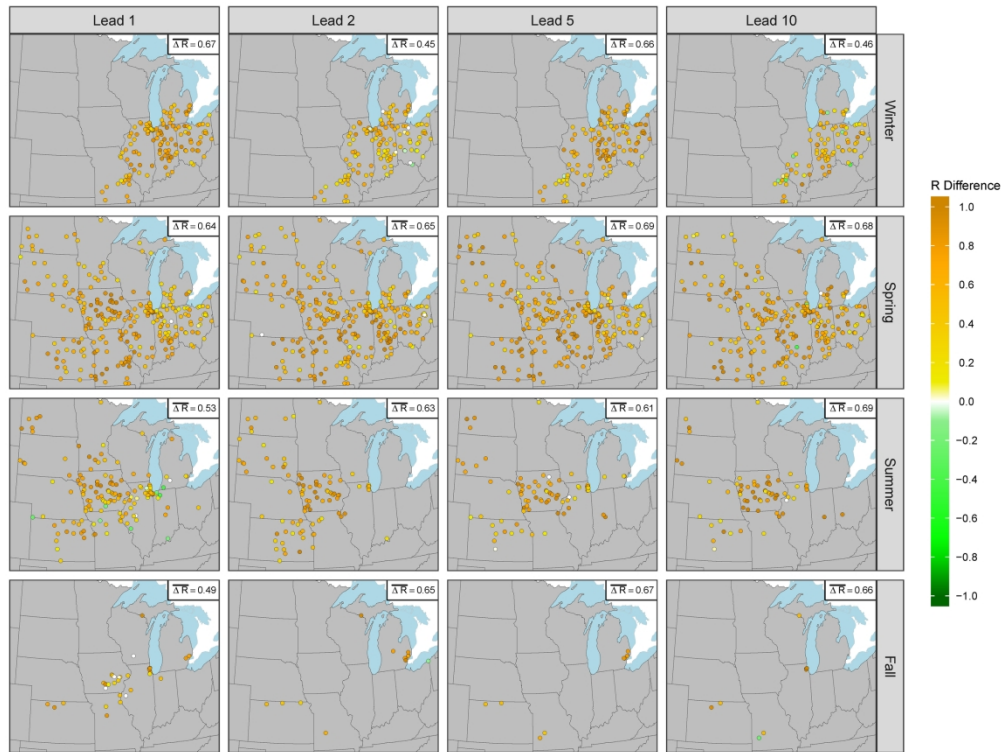 Lead 1 Lead 2 Lead 5 Lead 10
ΔR = 0.67 ΔR = 0.45 ΔR = 0.66 ΔR = 0.46
Winter
ΔR = 0.64 ΔR = 0.65 ΔR = 0.69 ΔR = 0.68
Spring
ΔR = 0.53 ΔR = 0.63 ΔR = 0.61 ΔR = 0.69
Summer
ΔR = 0.49 ΔR = 0.65 ΔR = 0.67 ΔR = 0.66
Fall
R Difference
1.0
0.8
0.6
0.4
0.2
0.0
−0.2
−0.4
−0.6
−0.8
−1.0